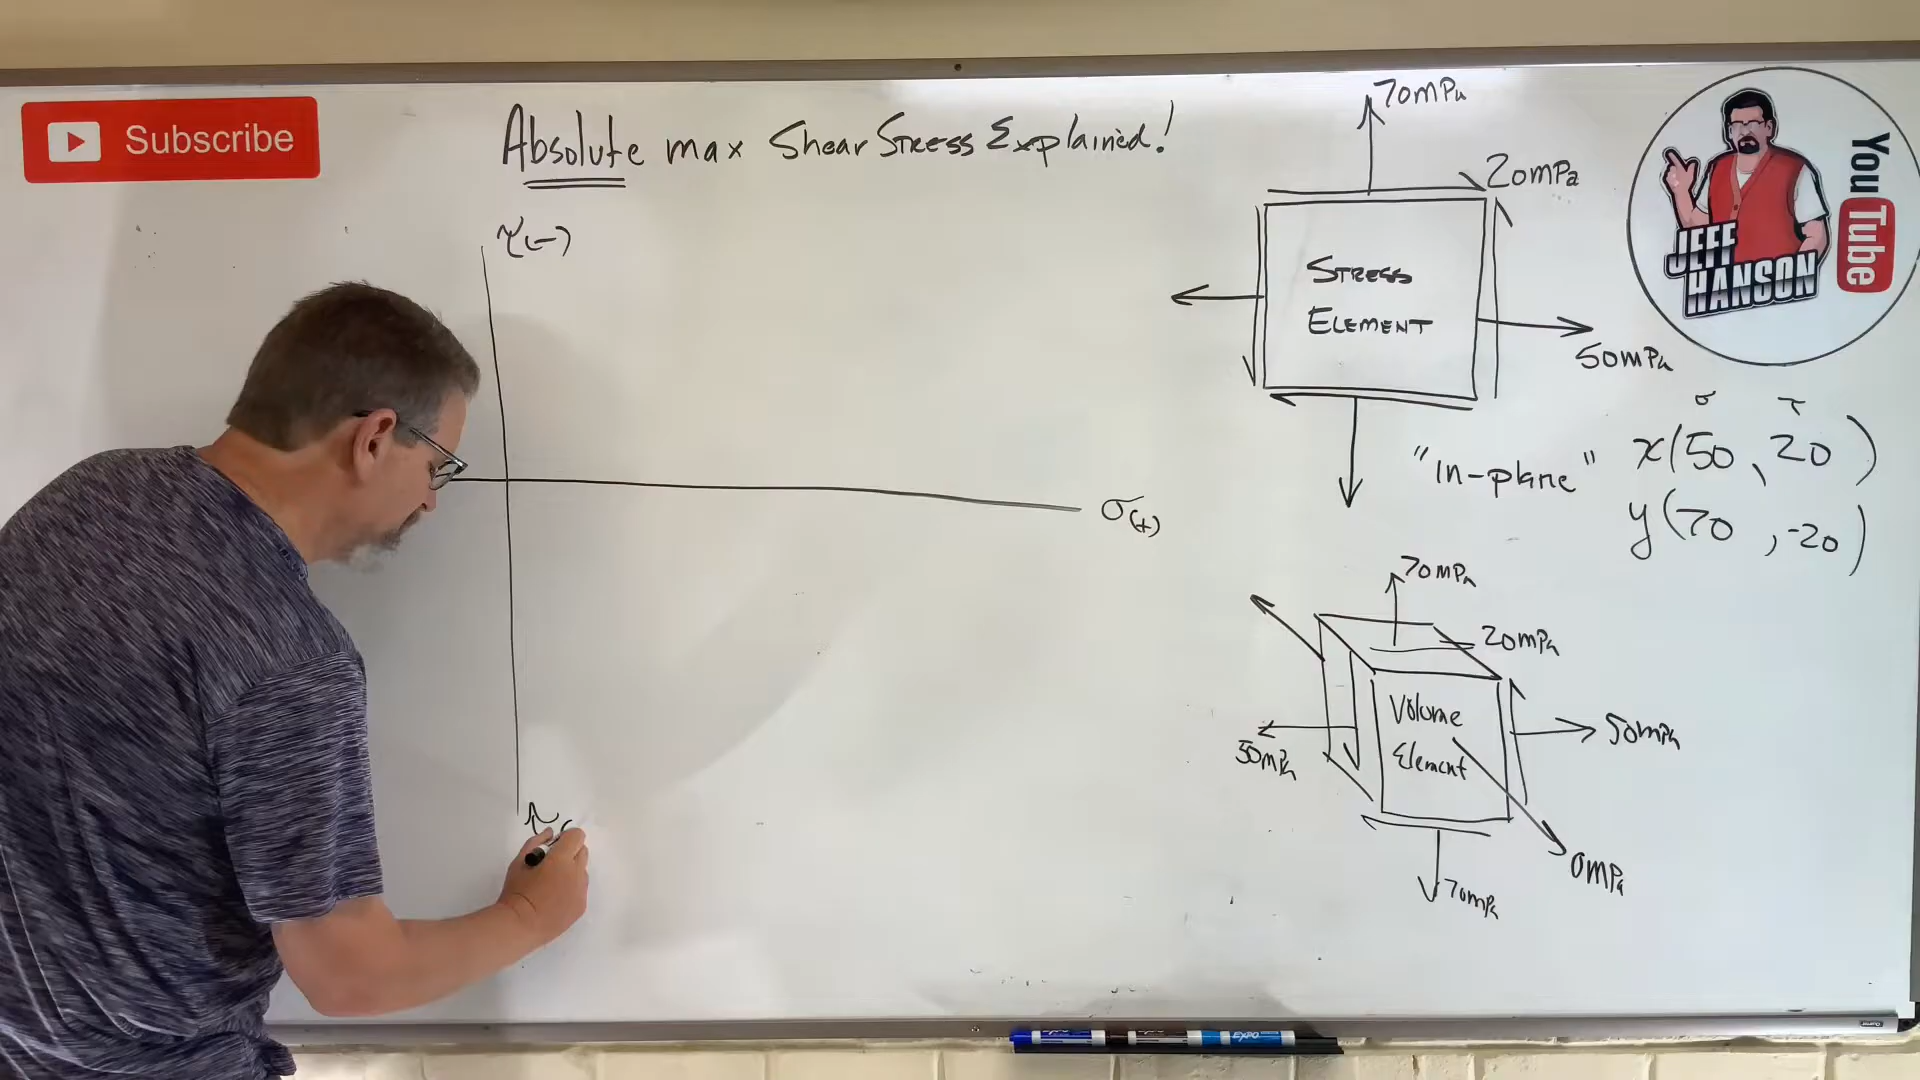 Subscribe
Absolute max Shear Stress Explained!
τ(-)
σ(+)
τ(
70mPa
20mPa
STRESS
ELEMENT
50mPa
"in-plane"
σ τ
x(50, 20)
y(70, -20)
70mPa
20mPa
Volume
Element
50mPa
50mPa
0mPa
70mPa
JEFF
HANSON
YouTube
EXPO